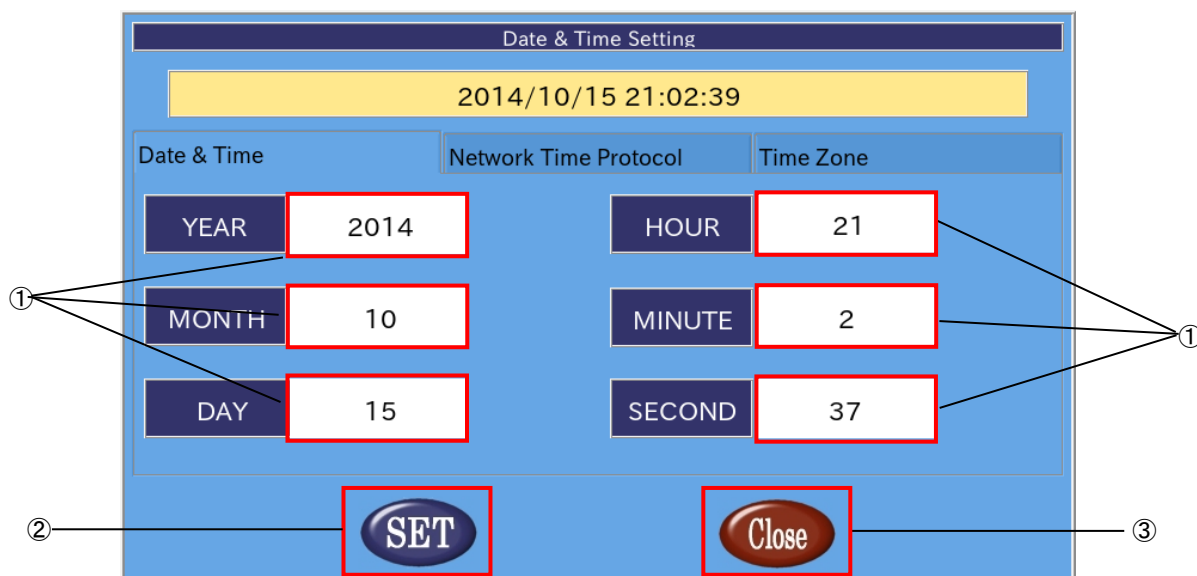 Date & Time Setting
2014/10/15 21:02:39
Date & Time Network Time Protocol Time Zone
YEAR 2014 HOUR 21
① MONTH 10 MINUTE 2 ①
DAY 15 SECOND 37
② SET Close ③